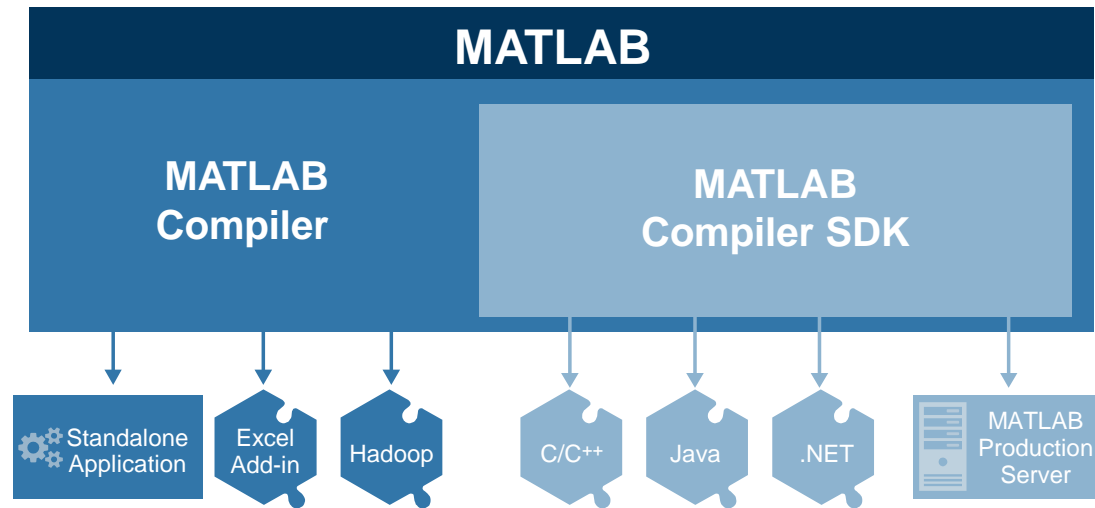 MATLAB
MATLAB
Compiler
MATLAB
Compiler SDK
Standalone
Application
Excel
Add-in
Hadoop
C/C++
Java
.NET
MATLAB
Production
Server